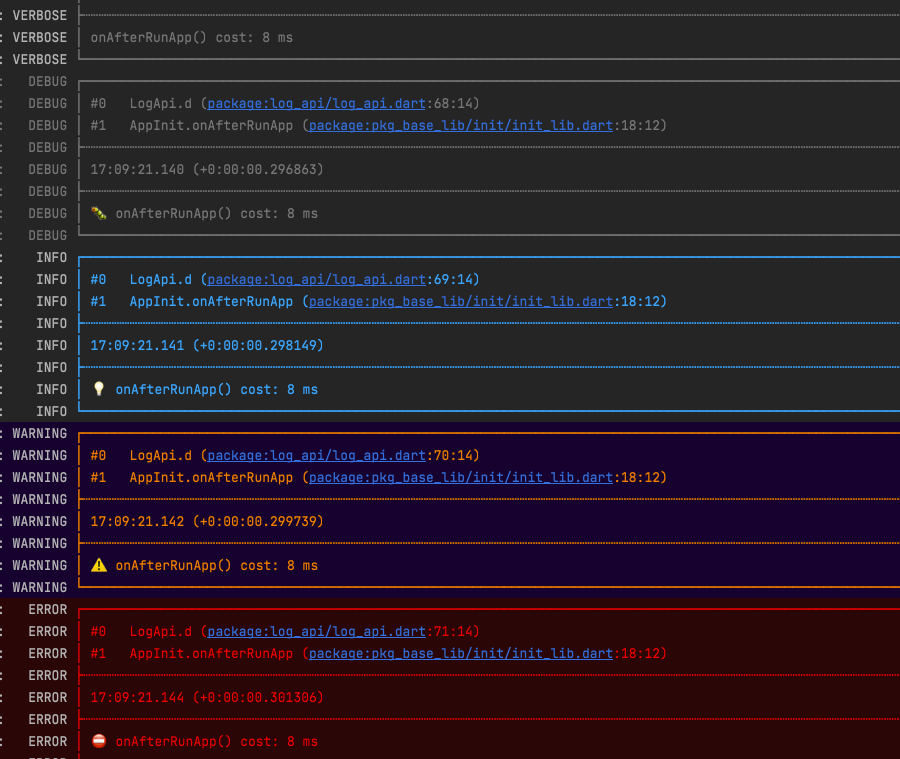 : VERBOSE
: VERBOSE onAfterRunApp() cost: 8 ms
: VERBOSE
: DEBUG
: DEBUG #0 LogApi.d (package:log_api/log_api.dart:68:14)
: DEBUG #1 AppInit.onAfterRunApp (package:pkg_base_lib/init/init_lib.dart:18:12)
: DEBUG
: DEBUG 17:09:21.140 (+0:00:00.296863)
: DEBUG
: DEBUG 🐛 onAfterRunApp() cost: 8 ms
: DEBUG
: INFO
: INFO #0 LogApi.d (package:log_api/log_api.dart:69:14)
: INFO #1 AppInit.onAfterRunApp (package:pkg_base_lib/init/init_lib.dart:18:12)
: INFO
: INFO 17:09:21.141 (+0:00:00.298149)
: INFO
: INFO 💡 onAfterRunApp() cost: 8 ms
: INFO
: WARNING
: WARNING #0 LogApi.d (package:log_api/log_api.dart:70:14)
: WARNING #1 AppInit.onAfterRunApp (package:pkg_base_lib/init/init_lib.dart:18:12)
: WARNING
: WARNING 17:09:21.142 (+0:00:00.299739)
: WARNING
: WARNING ⚠️ onAfterRunApp() cost: 8 ms
: WARNING
: ERROR
: ERROR #0 LogApi.d (package:log_api/log_api.dart:71:14)
: ERROR #1 AppInit.onAfterRunApp (package:pkg_base_lib/init/init_lib.dart:18:12)
: ERROR
: ERROR 17:09:21.144 (+0:00:00.301306)
: ERROR
: ERROR ⛔ onAfterRunApp() cost: 8 ms